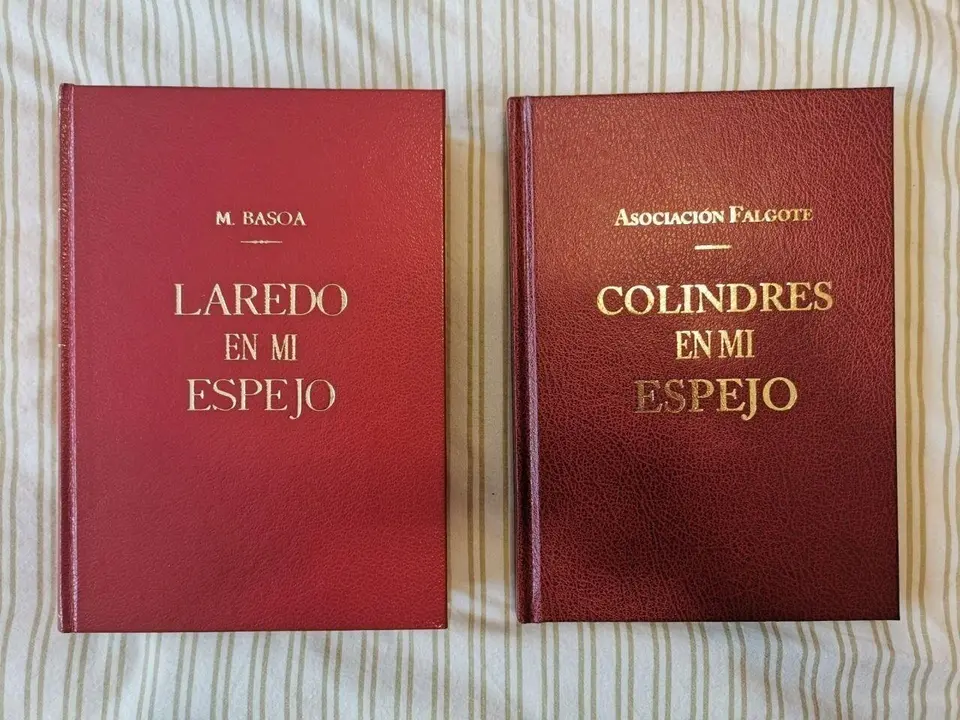 M. BASOA
LAREDO
EN MI
ESPEJO
ASOCIACIÓN FALGOTE
COLINDRES
EN MI
ESPEJO